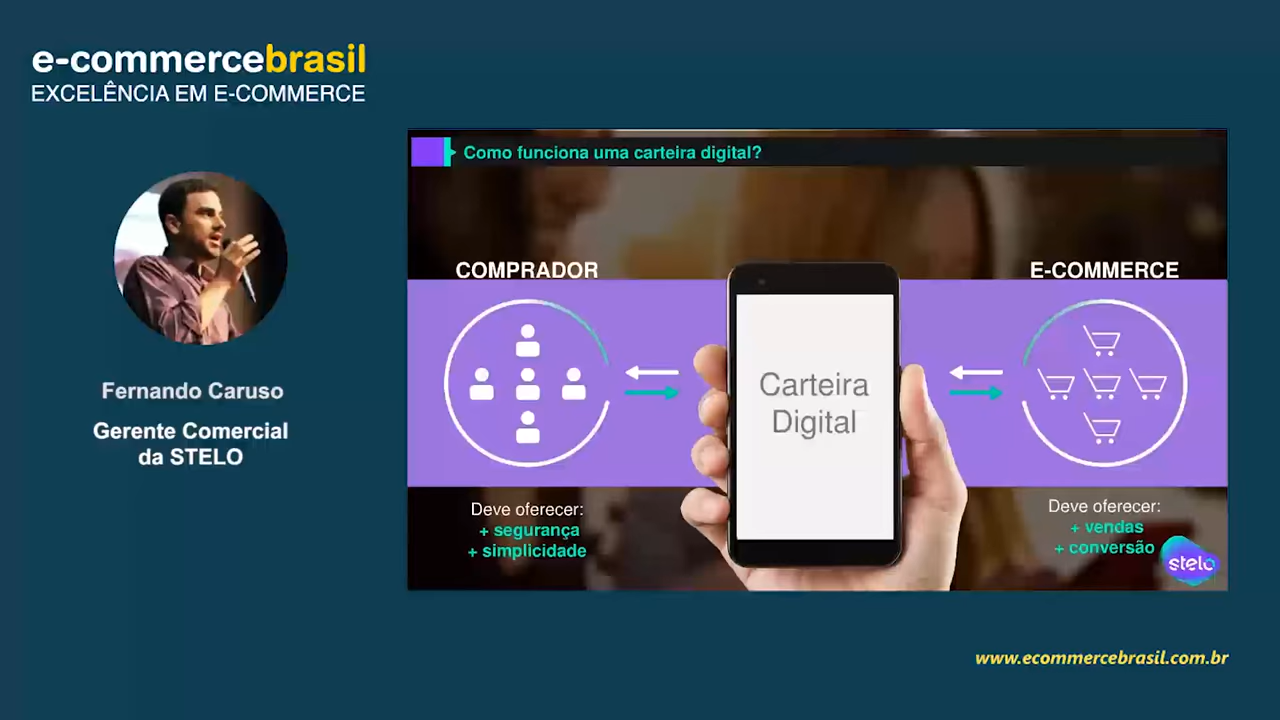 e-commercebrasil
EXCELÊNCIA EM E-COMMERCE
Fernando Caruso
Gerente Comercial
da STELO
Como funciona uma carteira digital?
COMPRADOR
Deve oferecer:
+ segurança
+ simplicidade
Carteira
Digital
E-COMMERCE
Deve oferecer:
+ vendas
+ conversão
stelo
www.ecommercebrasil.com.br